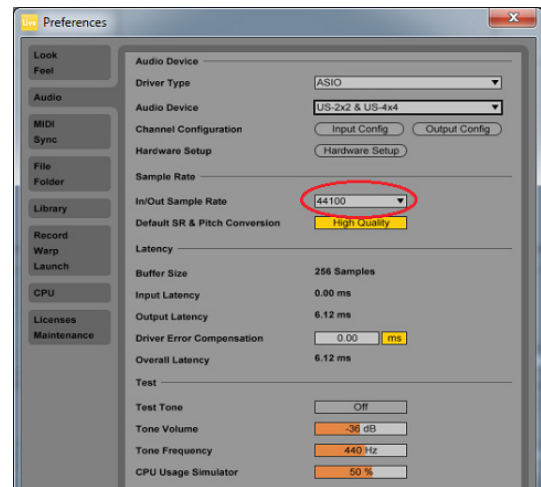 Live Preferences
Look
Feel
Audio
MIDI
Sync
File
Folder
Library
Record
Warp
Launch
CPU
Licenses
Maintenance
Audio Device
Driver Type ASIO
Audio Device US-2x2 & US-4x4
Channel Configuration Input Config Output Config
Hardware Setup Hardware Setup
Sample Rate
In/Out Sample Rate 44100
Default SR & Pitch Conversion High Quality
Latency
Buffer Size 256 Samples
Input Latency 0.00 ms
Output Latency 6.12 ms
Driver Error Compensation 0.00 ms
Overall Latency 6.12 ms
Test
Test Tone Off
Tone Volume -36 dB
Tone Frequency 440 Hz
CPU Usage Simulator 50 %